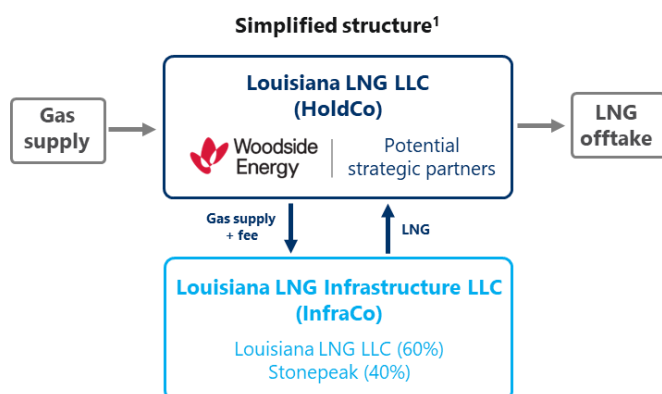 Simplified structure¹
Louisiana LNG LLC
(HoldCo)
Gas
supply
Woodside
Energy
Potential
strategic partners
LNG
offtake
Gas supply
+ fee
LNG
Louisiana LNG Infrastructure LLC
(InfraCo)
Louisiana LNG LLC (60%)
Stonepeak (40%)